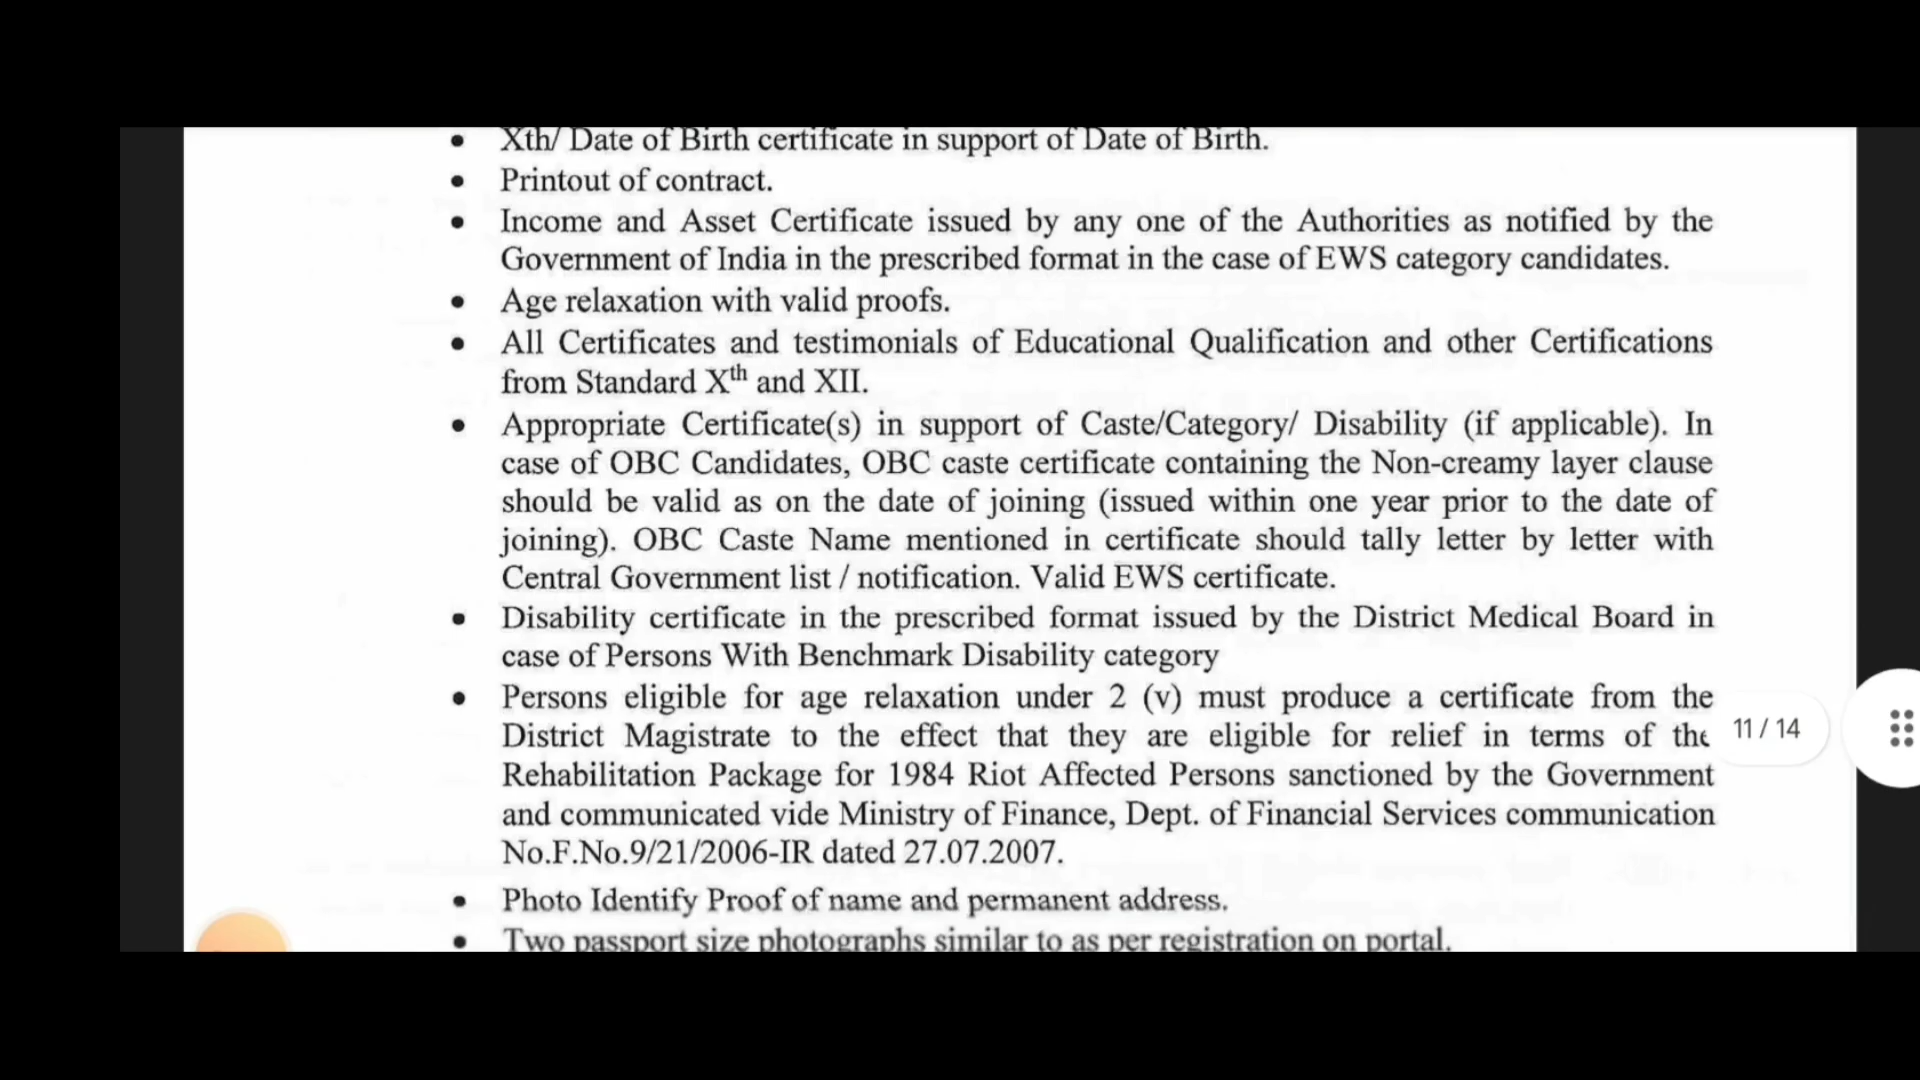 • Xth/ Date of Birth certificate in support of Date of Birth.
• Printout of contract.
• Income and Asset Certificate issued by any one of the Authorities as notified by the
Government of India in the prescribed format in the case of EWS category candidates.
• Age relaxation with valid proofs.
• All Certificates and testimonials of Educational Qualification and other Certifications
from Standard Xth and XII.
• Appropriate Certificate(s) in support of Caste/Category/ Disability (if applicable). In
case of OBC Candidates, OBC caste certificate containing the Non-creamy layer clause
should be valid as on the date of joining (issued within one year prior to the date of
joining). OBC Caste Name mentioned in certificate should tally letter by letter with
Central Government list / notification. Valid EWS certificate.
• Disability certificate in the prescribed format issued by the District Medical Board in
case of Persons With Benchmark Disability category
• Persons eligible for age relaxation under 2 (v) must produce a certificate from the
District Magistrate to the effect that they are eligible for relief in terms of the
Rehabilitation Package for 1984 Riot Affected Persons sanctioned by the Government
and communicated vide Ministry of Finance, Dept. of Financial Services communication
No.F.No.9/21/2006-IR dated 27.07.2007.
• Photo Identify Proof of name and permanent address.
• Two passport size photographs similar to as per registration on portal.
11 / 14